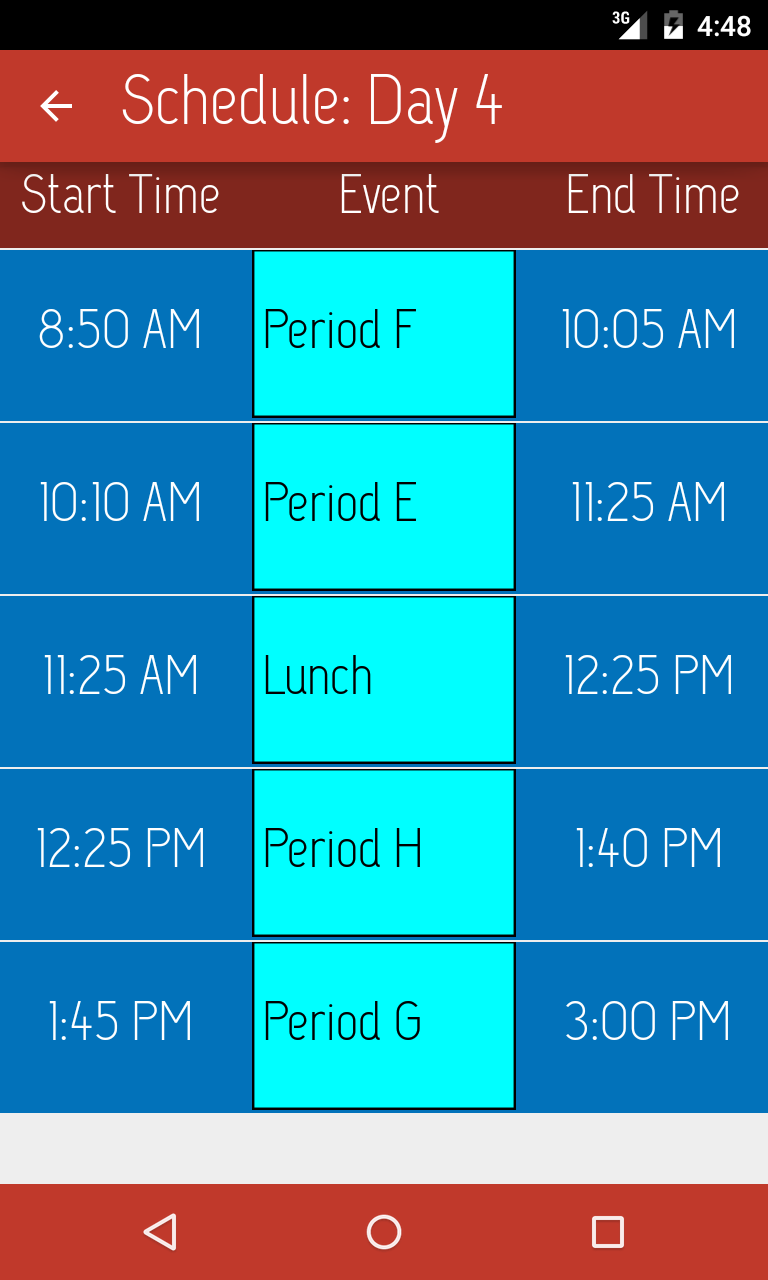 3G 4:48
Schedule: Day 4
Start Time Event End Time
8:50 AM Period F 10:05 AM
10:10 AM Period E 11:25 AM
11:25 AM Lunch 12:25 PM
12:25 PM Period H 1:40 PM
1:45 PM Period G 3:00 PM